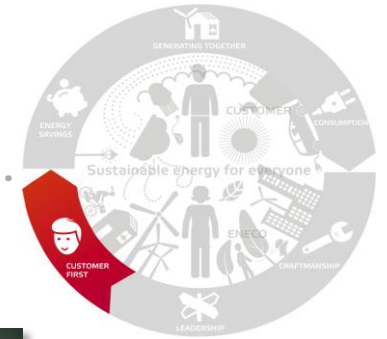 GENERATING TOGETHER
ENERGY
SAVINGS
CUSTOMER
CONSUMPTION
Sustainable energy for everyone
ENECO
CUSTOMER
FIRST
CRAFTMANSHIP
LEADERSHIP